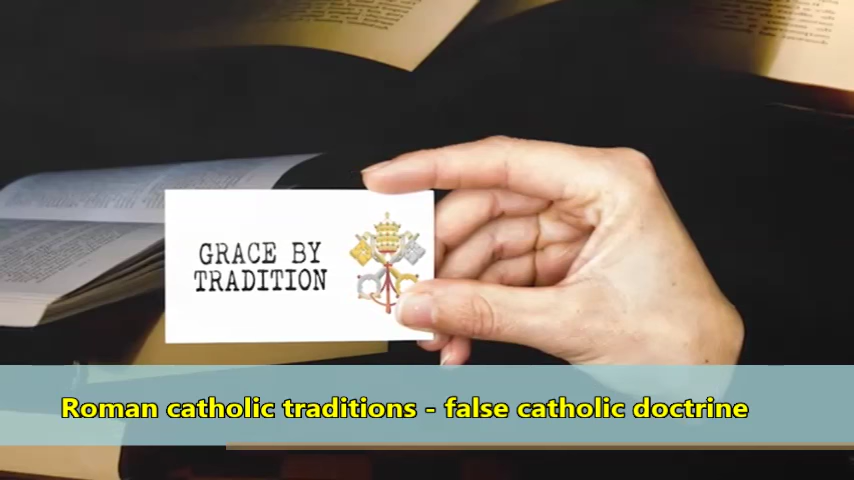 GRACE BY
TRADITION
Roman catholic traditions - false catholic doctrine